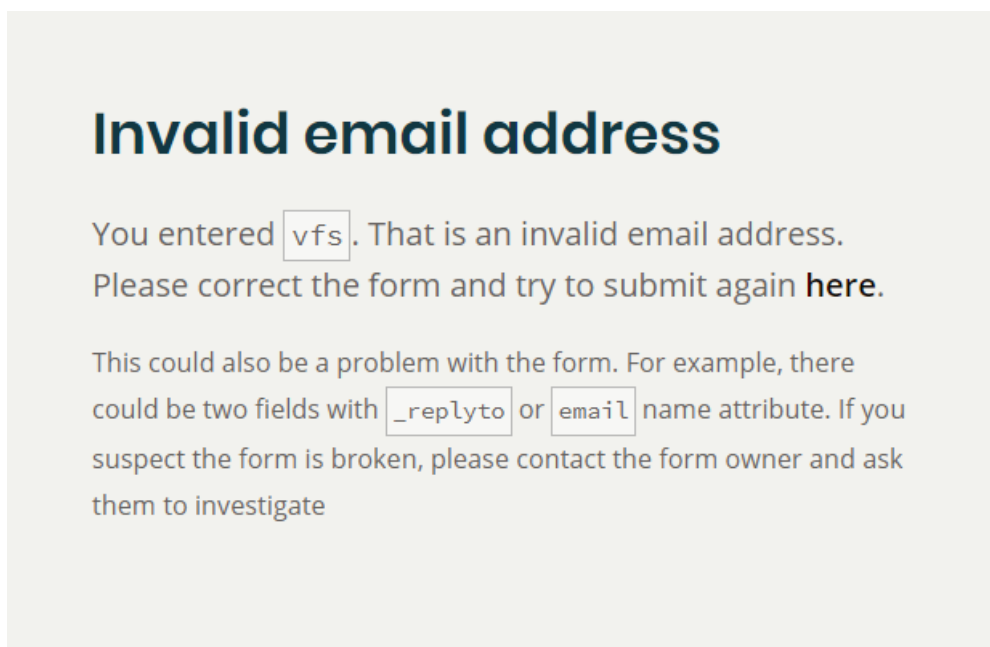 Invalid email address
You entered vfs. That is an invalid email address.
Please correct the form and try to submit again here.
This could also be a problem with the form. For example, there
could be two fields with _replyto or email name attribute. If you
suspect the form is broken, please contact the form owner and ask
them to investigate